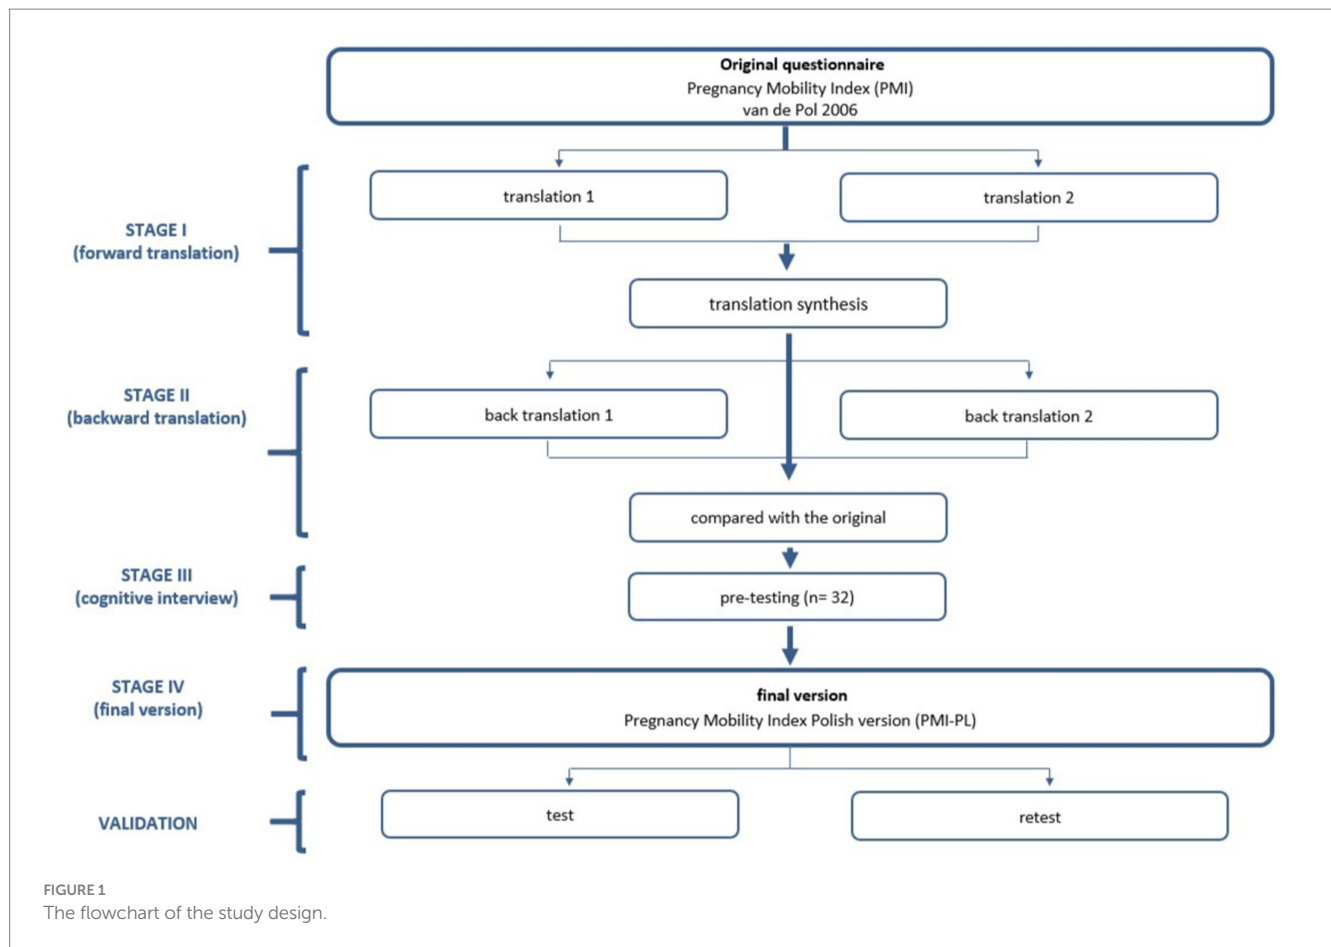 Original questionnaire
Pregnancy Mobility Index (PMI)
van de Pol 2006
STAGE I
(forward translation)
translation 1
translation 2
translation synthesis
STAGE II
(backward translation)
back translation 1
back translation 2
compared with the original
STAGE III
(cognitive interview)
pre-testing (n= 32)
STAGE IV
(final version)
final version
Pregnancy Mobility Index Polish version (PMI-PL)
VALIDATION
test
retest
FIGURE 1
The flowchart of the study design.